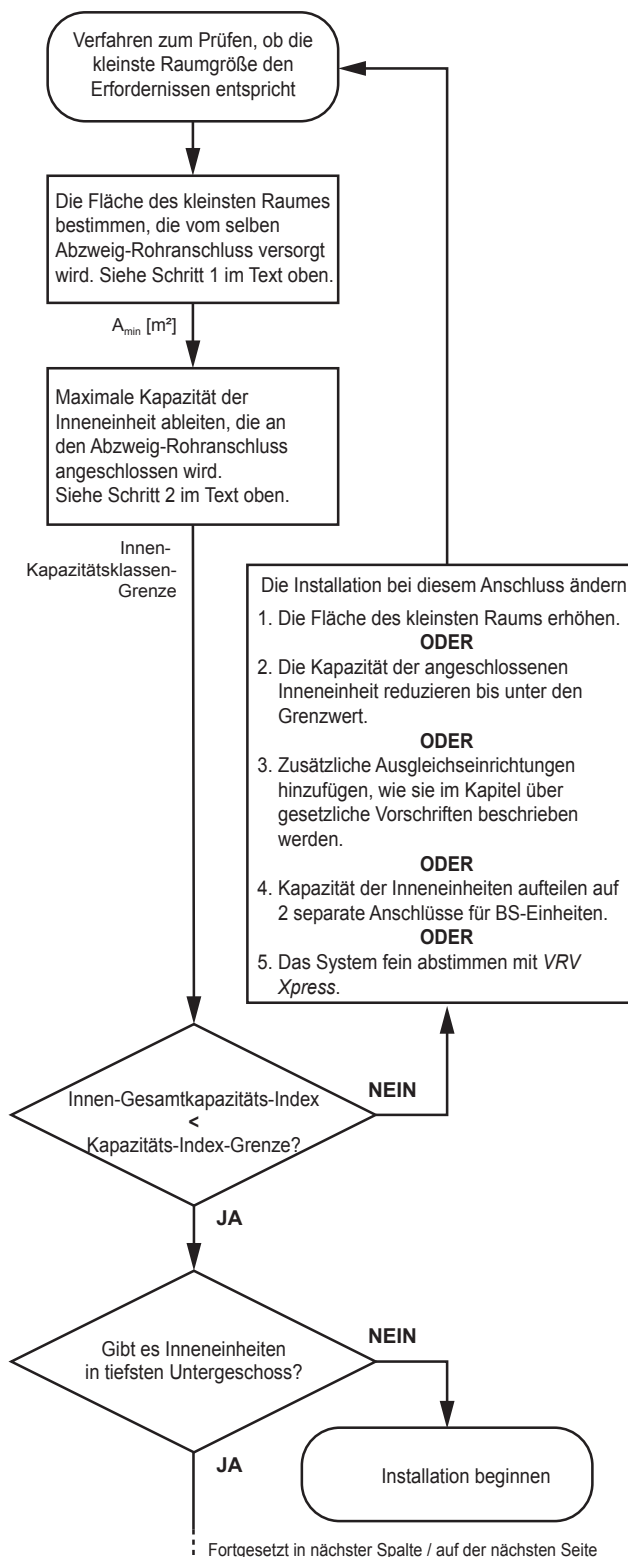 Verfahren zum Prüfen, ob die
kleinste Raumgröße den
Erfordernissen entspricht
Die Fläche des kleinsten Raumes
bestimmen, die vom selben
Abzweig-Rohranschluss versorgt
wird. Siehe Schritt 1 im Text oben.
Amin [m²]
Maximale Kapazität der
Inneneinheit ableiten, die an
den Abzweig-Rohranschluss
angeschlossen wird.
Siehe Schritt 2 im Text oben.
Innen-
Kapazitätsklassen-
Grenze
Die Installation bei diesem Anschluss ändern
1. Die Fläche des kleinsten Raums erhöhen.
ODER
2. Die Kapazität der angeschlossenen
Inneneinheit reduzieren bis unter den
Grenzwert.
ODER
3. Zusätzliche Ausgleichseinrichtungen
hinzufügen, wie sie im Kapitel über
gesetzliche Vorschriften beschrieben
werden.
ODER
4. Kapazität der Inneneinheiten aufteilen auf
2 separate Anschlüsse für BS-Einheiten.
ODER
5. Das System fein abstimmen mit VRV
Xpress.
Innen-Gesamtkapazitäts-Index
<
Kapazitäts-Index-Grenze?
NEIN
JA
Gibt es Inneneinheiten
in tiefsten Untergeschoss?
NEIN
JA
Installation beginnen
Fortgesetzt in nächster Spalte / auf der nächsten Seite